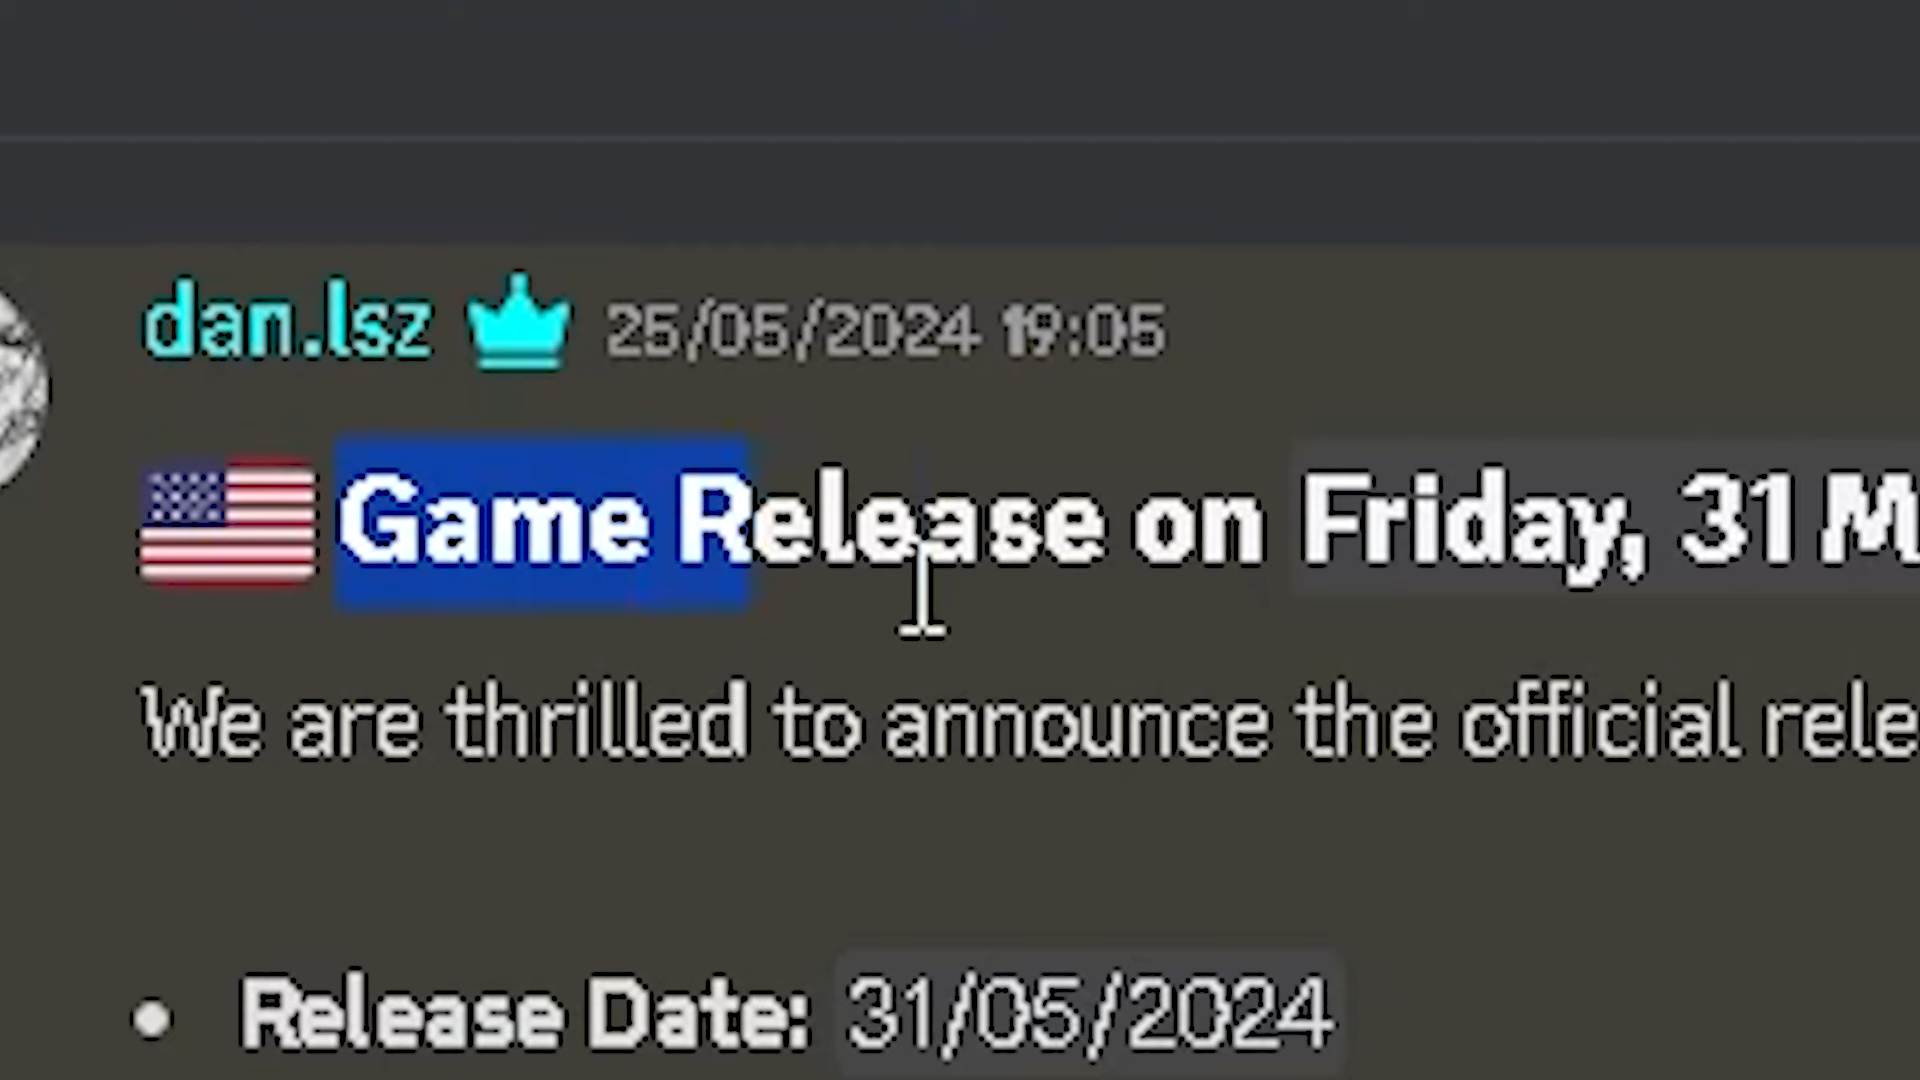 dan.lsz 25/05/2024 19:05
Game Release on Friday, 31 M
We are thrilled to announce the official rele
• Release Date: 31/05/2024